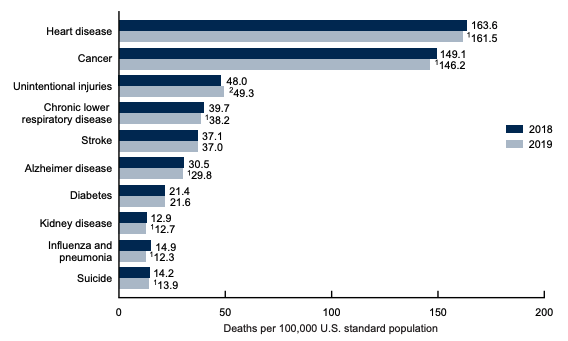 Heart disease
163.6
¹161.5
Cancer
149.1
¹146.2
Unintentional injuries
48.0
²49.3
Chronic lower
respiratory disease
39.7
¹38.2
Stroke
37.1
37.0
Alzheimer disease
30.5
¹29.8
Diabetes
21.4
21.6
Kidney disease
12.9
¹12.7
Influenza and
pneumonia
14.9
¹12.3
Suicide
14.2
¹13.9
2018
2019
0 50 100 150 200
Deaths per 100,000 U.S. standard population